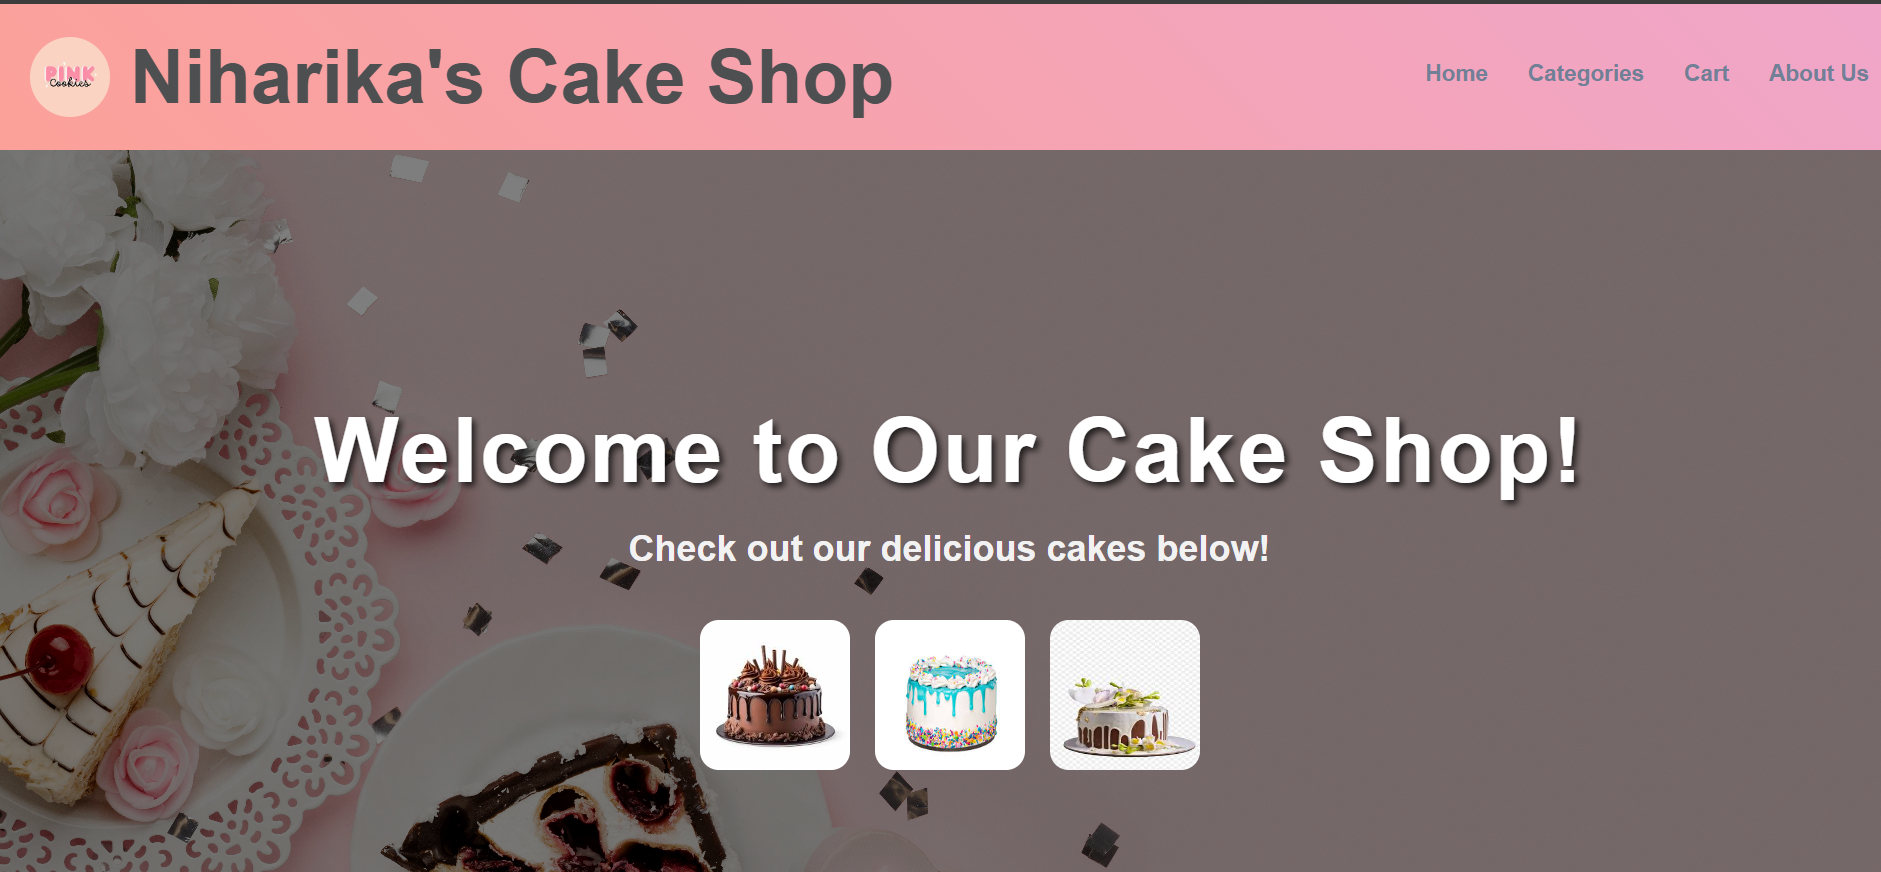 PINK
Cookies
Niharika's Cake Shop
Home Categories Cart About Us
Welcome to Our Cake Shop!
Check out our delicious cakes below!